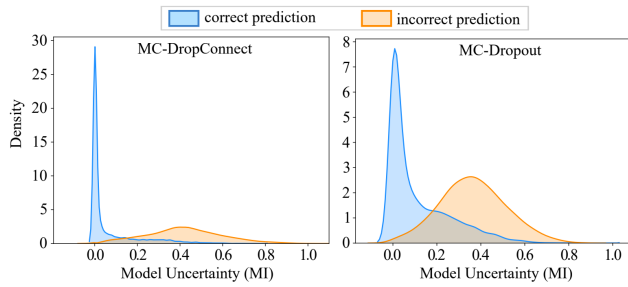 correct prediction incorrect prediction
MC-DropConnect
30
25
20
15
10
5
0
Density
0.0 0.2 0.4 0.6 0.8 1.0
Model Uncertainty (MI)
MC-Dropout
8
7
6
5
4
3
2
1
0
0.0 0.2 0.4 0.6 0.8 1.0
Model Uncertainty (MI)